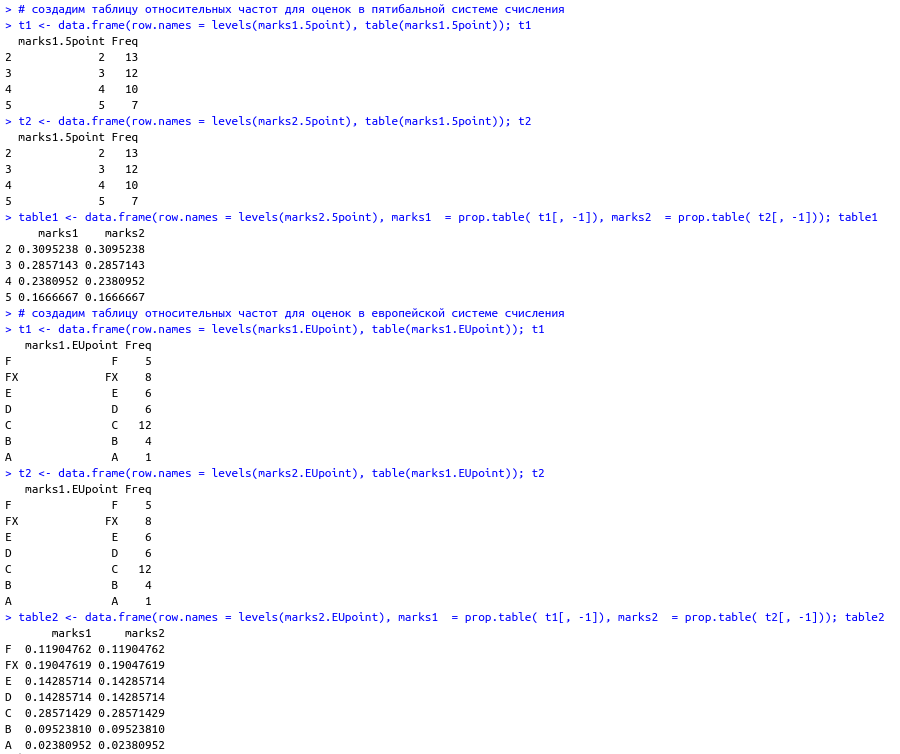 > # создадим таблицу относительных частот для оценок в пятибальной системе счисления
> t1 <- data.frame(row.names = levels(marks1.5point), table(marks1.5point)); t1
  marks1.5point Freq
2             2   13
3             3   12
4             4   10
5             5    7
> t2 <- data.frame(row.names = levels(marks2.5point), table(marks1.5point)); t2
  marks1.5point Freq
2             2   13
3             3   12
4             4   10
5             5    7
> table1 <- data.frame(row.names = levels(marks2.5point), marks1  = prop.table( t1[, -1]), marks2  = prop.table( t2[, -1])); table1
     marks1    marks2
2 0.3095238 0.3095238
3 0.2857143 0.2857143
4 0.2380952 0.2380952
5 0.1666667 0.1666667
> # создадим таблицу относительных частот для оценок в европейской системе счисления
> t1 <- data.frame(row.names = levels(marks1.EUpoint), table(marks1.EUpoint)); t1
   marks1.EUpoint Freq
F               F    5
FX             FX    8
E               E    6
D               D    6
C               C   12
B               B    4
A               A    1
> t2 <- data.frame(row.names = levels(marks2.EUpoint), table(marks1.EUpoint)); t2
   marks1.EUpoint Freq
F               F    5
FX             FX    8
E               E    6
D               D    6
C               C   12
B               B    4
A               A    1
> table2 <- data.frame(row.names = levels(marks2.EUpoint), marks1  = prop.table( t1[, -1]), marks2  = prop.table( t2[, -1])); table2
       marks1     marks2
F  0.11904762 0.11904762
FX 0.19047619 0.19047619
E  0.14285714 0.14285714
D  0.14285714 0.14285714
C  0.28571429 0.28571429
B  0.09523810 0.09523810
A  0.02380952 0.02380952